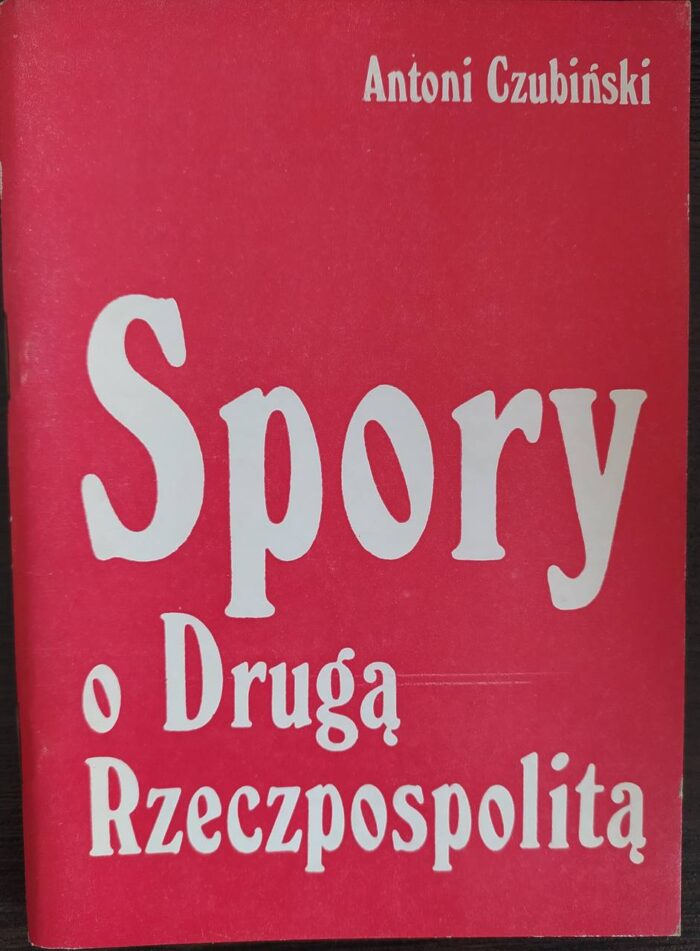 Antoni Czubiński
Spory
o Drugą
Rzeczpospolitą